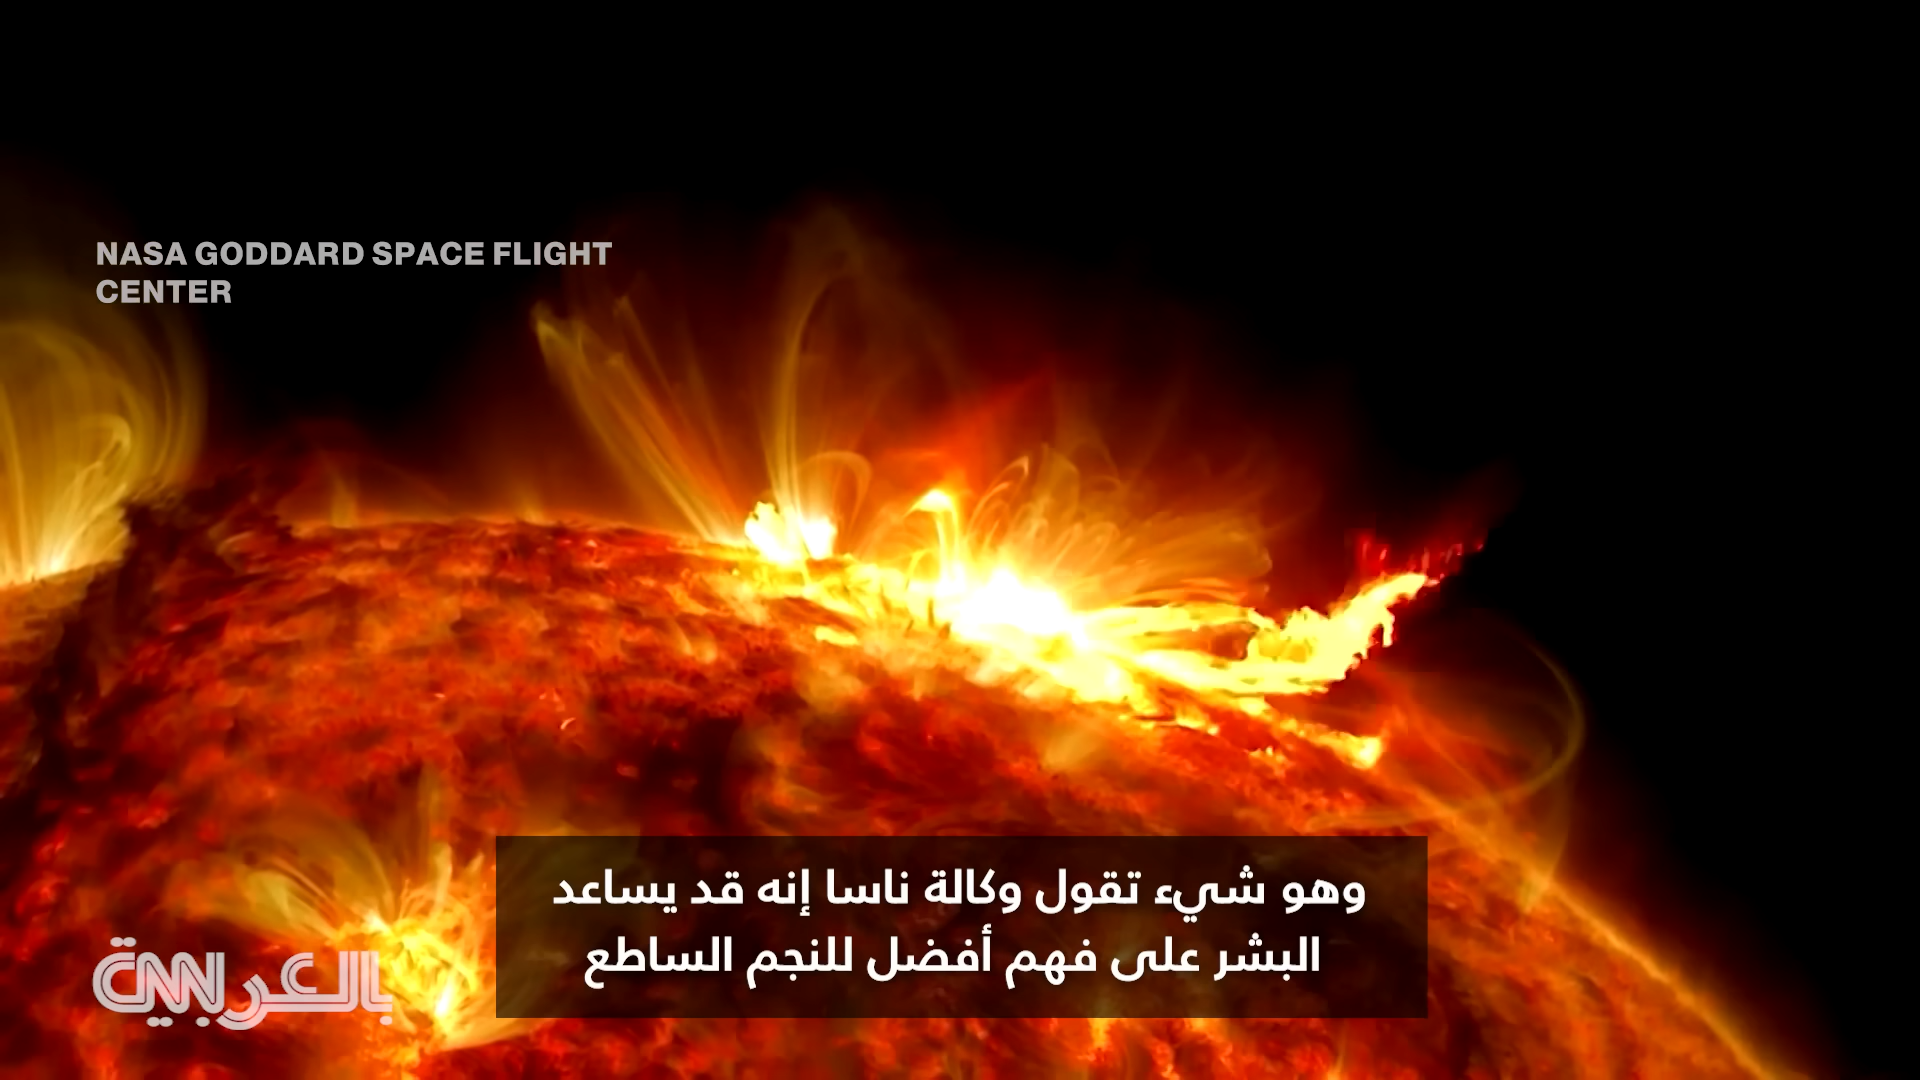 NASA GODDARD SPACE FLIGHT
CENTER
وهو شيء تقول وكالة ناسا إنه قد يساعد
البشر على فهم أفضل للنجم الساطع
CNN بالعربية